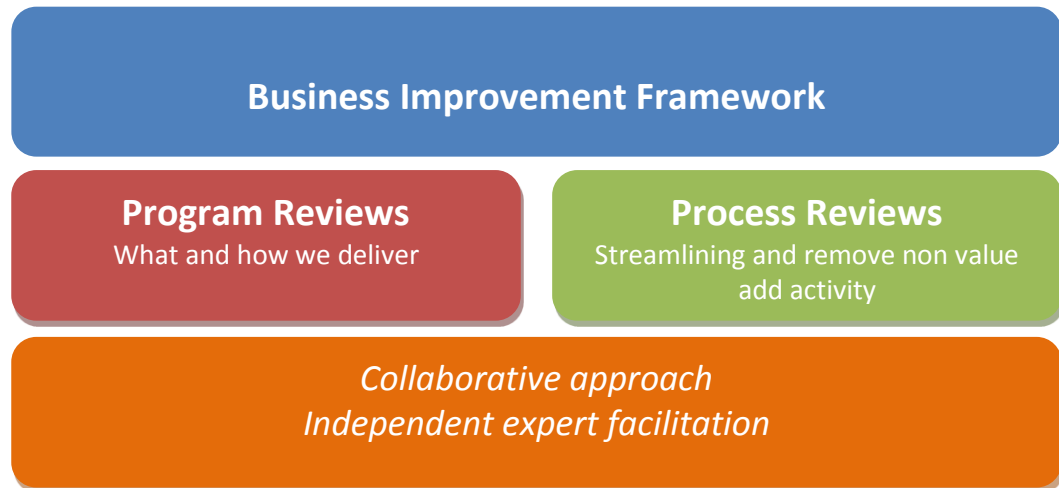 Business Improvement Framework
Program Reviews
What and how we deliver
Process Reviews
Streamlining and remove non value
add activity
Collaborative approach
Independent expert facilitation